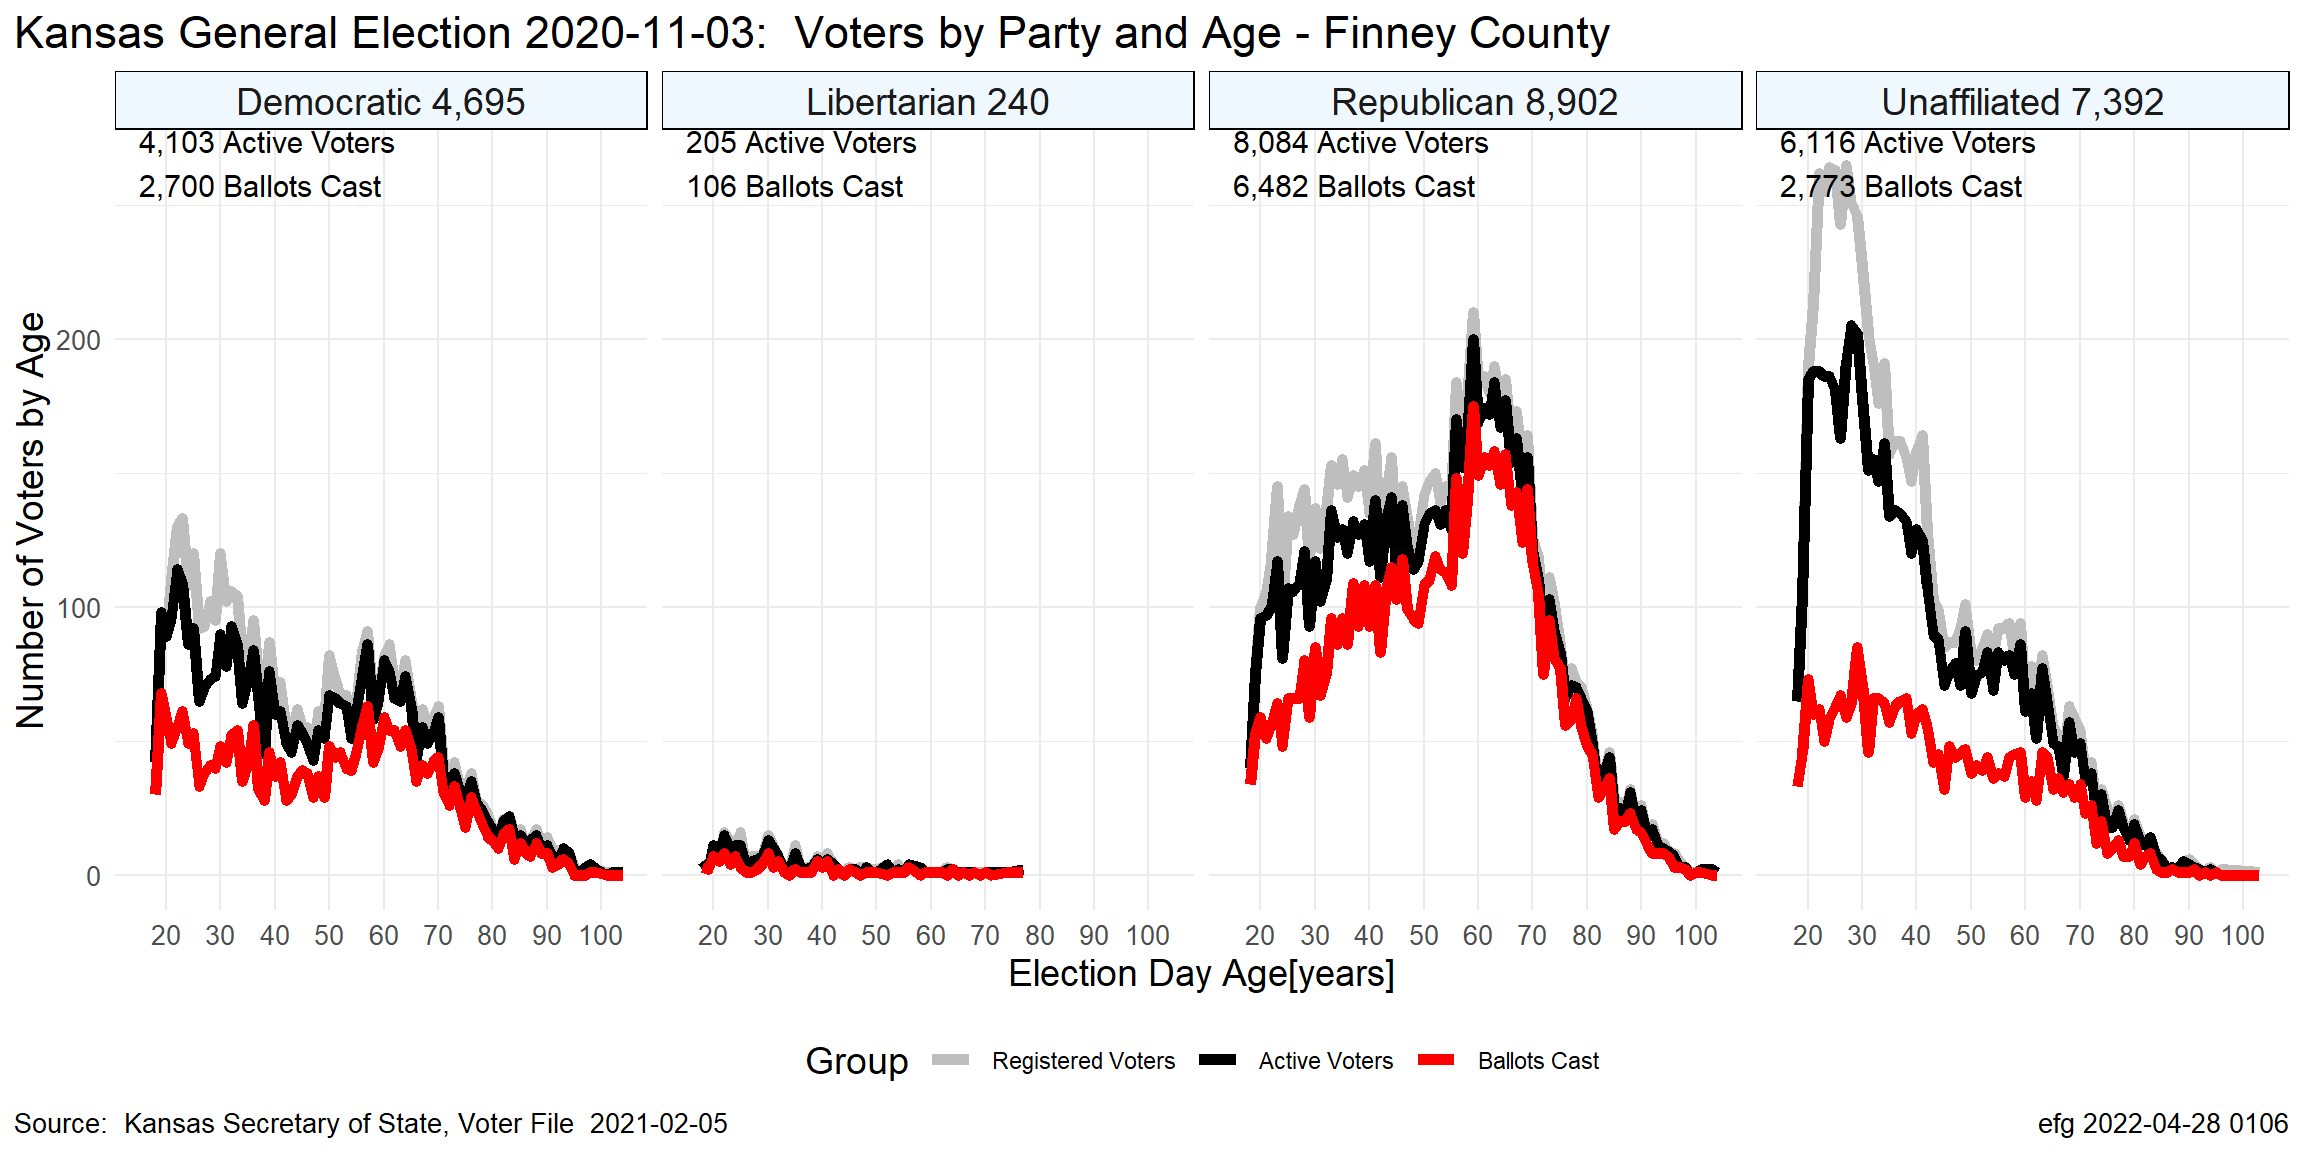 Kansas General Election 2020-11-03:  Voters by Party and Age - Finney County
Democratic 4,695
Libertarian 240
Republican 8,902
Unaffiliated 7,392
4,103 Active Voters
2,700 Ballots Cast
205 Active Voters
106 Ballots Cast
8,084 Active Voters
6,482 Ballots Cast
6,116 Active Voters
2,773 Ballots Cast
Number of Voters by Age
200
100
0
20 30 40 50 60 70 80 90 100
20 30 40 50 60 70 80 90 100
20 30 40 50 60 70 80 90 100
20 30 40 50 60 70 80 90 100
Election Day Age[years]
Group Registered Voters Active Voters Ballots Cast
Source:  Kansas Secretary of State, Voter File  2021-02-05
efg 2022-04-28 0106